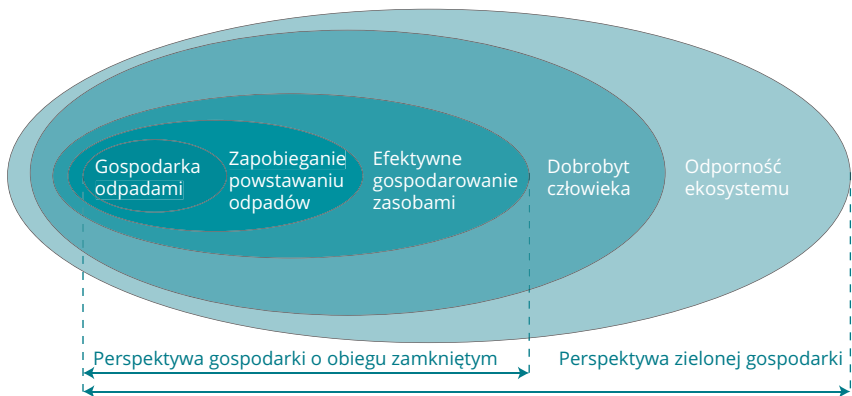 Gospodarka
odpadami
Zapobieganie
powstawaniu
odpadów
Efektywne
gospodarowanie
zasobami
Dobrobyt
człowieka
Odporność
ekosystemu
Perspektywa gospodarki o obiegu zamkniętym
Perspektywa zielonej gospodarki